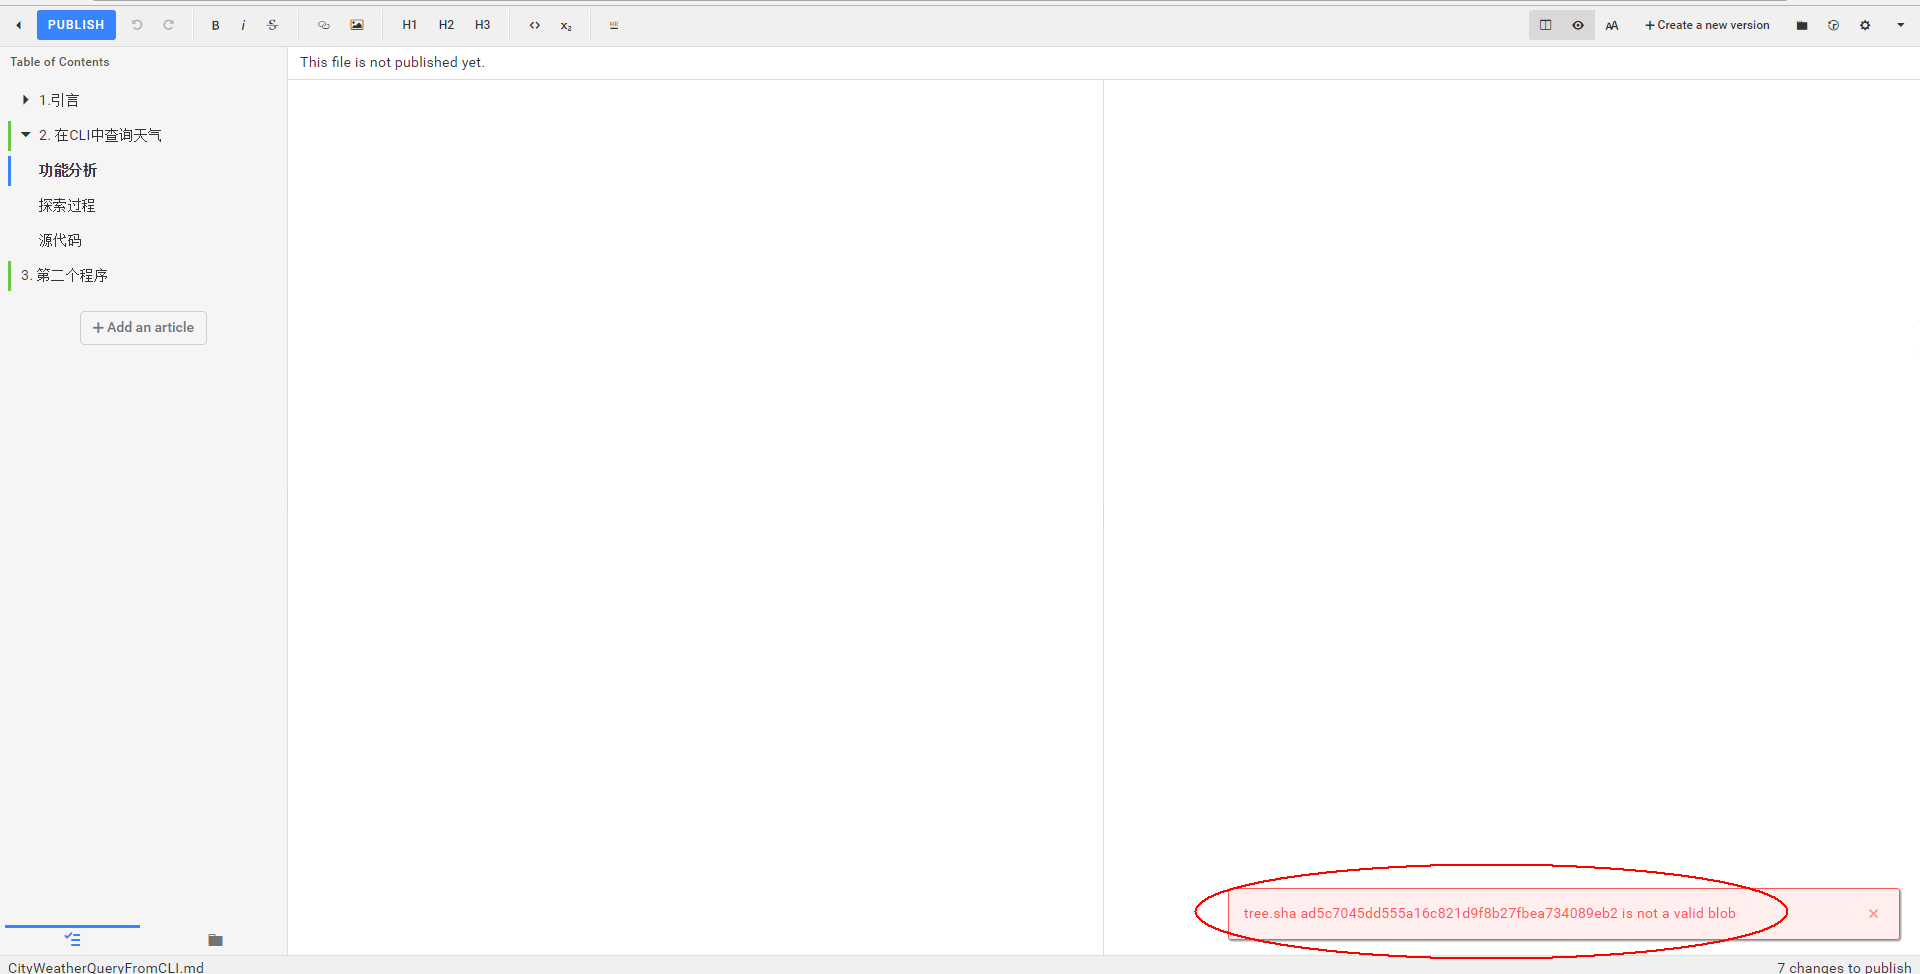 PUBLISH B i S H1 H2 H3 <> x₂ HR AA + Create a new version
Table of Contents
This file is not published yet.
1.引言
2. 在CLI中查询天气
功能分析
探索过程
源代码
3. 第二个程序
+ Add an article
tree.sha ad5c7045dd555a16c821d9f8b27fbea734089eb2 is not a valid blob ×
CityWeatherQueryFromCLI.md
7 changes to publish